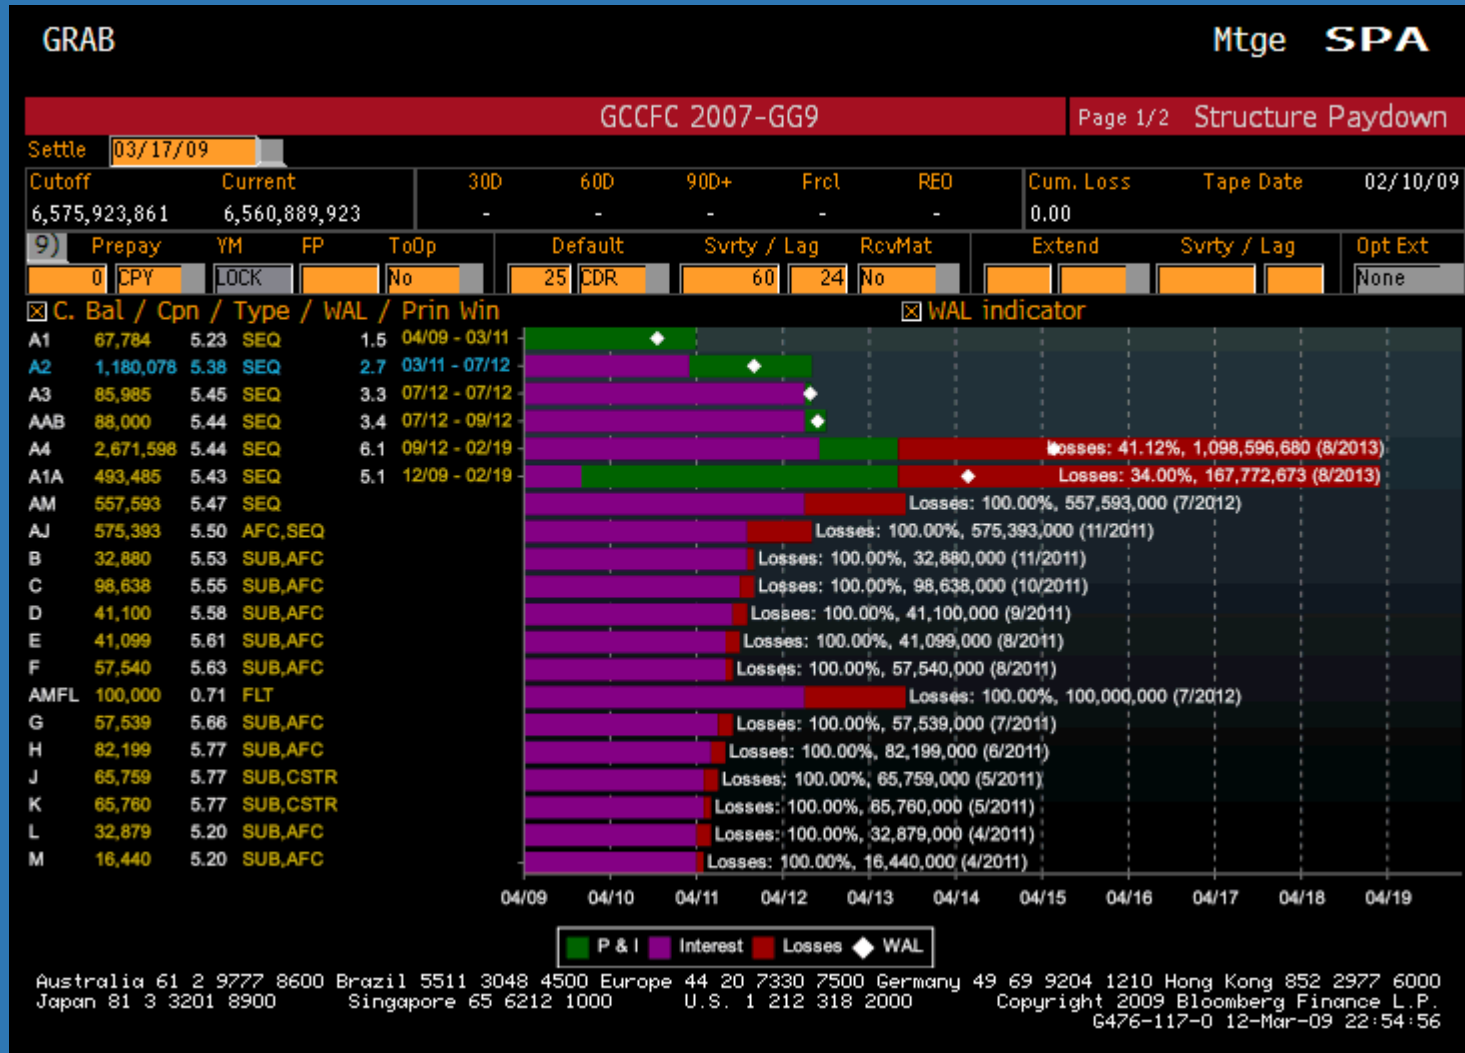 GRAB Mtge SPA
GCCFC 2007-GG9 Page 1/2 Structure Paydown
Settle 03/17/09
Cutoff Current 30D 60D 90D+ Frcl REO Cum. Loss Tape Date 02/10/09
6,575,923,861 6,560,889,923 - - - - - 0.00
9) Prepay YM FP ToOp Default Svrty / Lag RcvMat Extend Svrty / Lag Opt Ext
0 CPY LOCK No 25 CDR 60 24 No None
C. Bal / Cpn / Type / WAL / Prin Win WAL indicator
A1 67,784 5.23 SEQ 1.5 04/09 - 03/11
A2 1,180,078 5.38 SEQ 2.7 03/11 - 07/12
A3 85,985 5.45 SEQ 3.3 07/12 - 07/12
AAB 88,000 5.44 SEQ 3.4 07/12 - 09/12
A4 2,671,598 5.44 SEQ 6.1 09/12 - 02/19 Losses: 41.12%, 1,098,596,680 (8/2013)
A1A 493,485 5.43 SEQ 5.1 12/09 - 02/19 Losses: 34.00%, 167,772,673 (8/2013)
AM 557,593 5.47 SEQ Losses: 100.00%, 557,593,000 (7/2012)
AJ 575,393 5.50 AFC,SEQ Losses: 100.00%, 575,393,000 (11/2011)
B 32,880 5.53 SUB,AFC Losses: 100.00%, 32,880,000 (11/2011)
C 98,638 5.55 SUB,AFC Losses: 100.00%, 98,638,000 (10/2011)
D 41,100 5.58 SUB,AFC Losses: 100.00%, 41,100,000 (9/2011)
E 41,099 5.61 SUB,AFC Losses: 100.00%, 41,099,000 (8/2011)
F 57,540 5.63 SUB,AFC Losses: 100.00%, 57,540,000 (8/2011)
AMFL 100,000 0.71 FLT Losses: 100.00%, 100,000,000 (7/2012)
G 57,539 5.66 SUB,AFC Losses: 100.00%, 57,539,000 (7/2011)
H 82,199 5.77 SUB,AFC Losses: 100.00%, 82,199,000 (6/2011)
J 65,759 5.77 SUB,CSTR Losses: 100.00%, 65,759,000 (5/2011)
K 65,760 5.77 SUB,CSTR Losses: 100.00%, 65,760,000 (5/2011)
L 32,879 5.20 SUB,AFC Losses: 100.00%, 32,879,000 (4/2011)
M 16,440 5.20 SUB,AFC Losses: 100.00%, 16,440,000 (4/2011)
04/09 04/10 04/11 04/12 04/13 04/14 04/15 04/16 04/17 04/18 04/19
P & I Interest Losses WAL
Australia 61 2 9777 8600 Brazil 5511 3048 4500 Europe 44 20 7330 7500 Germany 49 69 9204 1210 Hong Kong 852 2977 6000
Japan 81 3 3201 8900 Singapore 65 6212 1000 U.S. 1 212 318 2000 Copyright 2009 Bloomberg Finance L.P.
G476-117-0 12-Mar-09 22:54:56